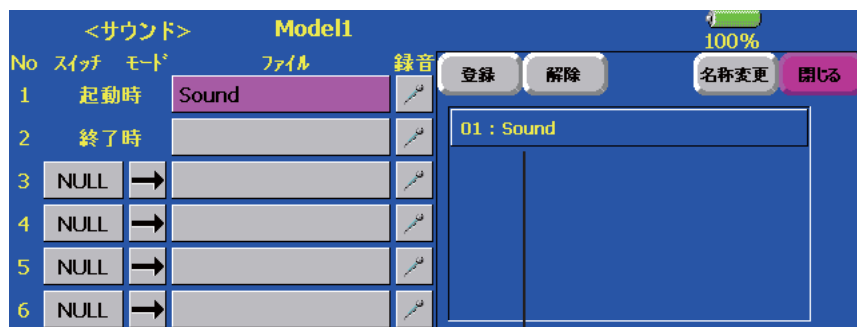 <サウンド> Model1
100%
No スイッチ モード ファイル 録音
登録 解除 名称変更 閉じる
1 起動時 Sound
01 : Sound
2 終了時
3 NULL →
4 NULL →
5 NULL →
6 NULL →